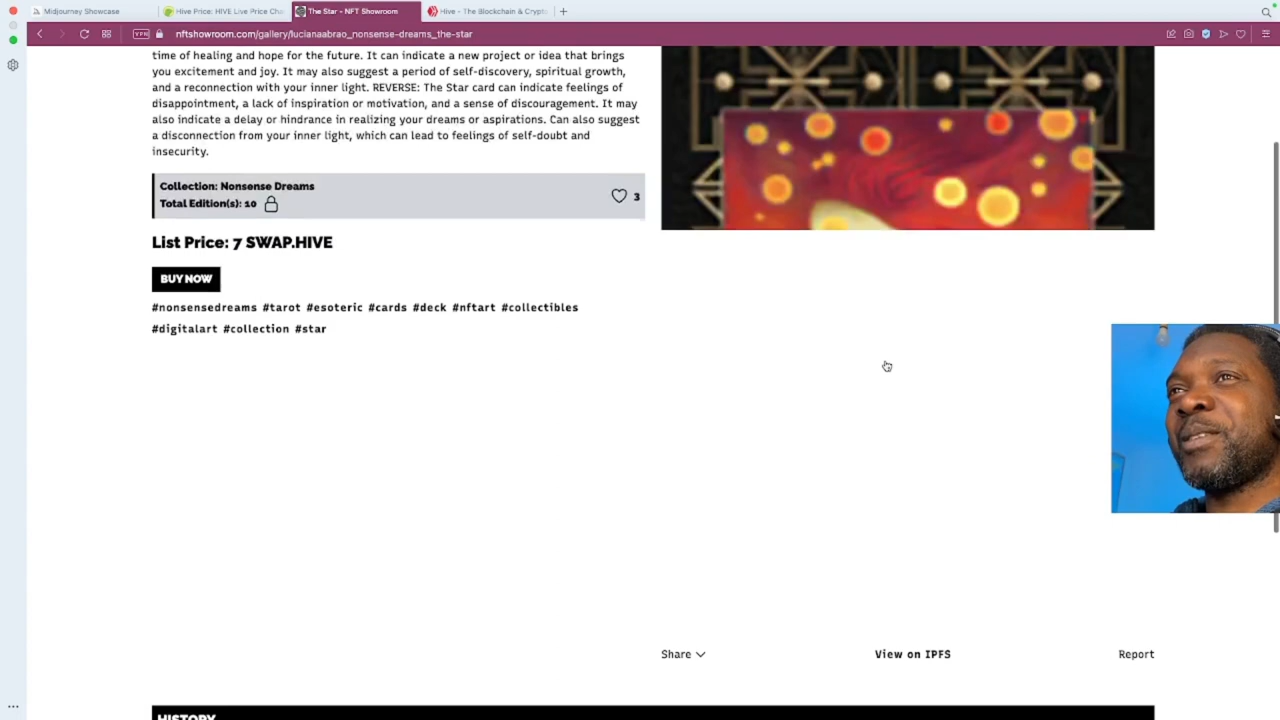 Midjourney Showcase
Hive Price: HIVE Live Price Cha
The Star - NFT Showroom
Hive - The Blockchain & Crypto
VPN
nftshowroom.com/gallery/lucianaabrao_nonsense-dreams_the-star
time of healing and hope for the future. It can indicate a new project or idea that brings
you excitement and joy. It may also suggest a period of self-discovery, spiritual growth,
and a reconnection with your inner light. REVERSE: The Star card can indicate feelings of
disappointment, a lack of inspiration or motivation, and a sense of discouragement. It may
also indicate a delay or hindrance in realizing your dreams or aspirations. Can also suggest
a disconnection from your inner light, which can lead to feelings of self-doubt and
insecurity.
Collection: Nonsense Dreams
Total Edition(s): 10
3
List Price: 7 SWAP.HIVE
BUY NOW
#nonsensedreams #tarot #esoteric #cards #deck #nftart #collectibles
#digitalart #collection #star
Share
View on IPFS
Report
HISTORY